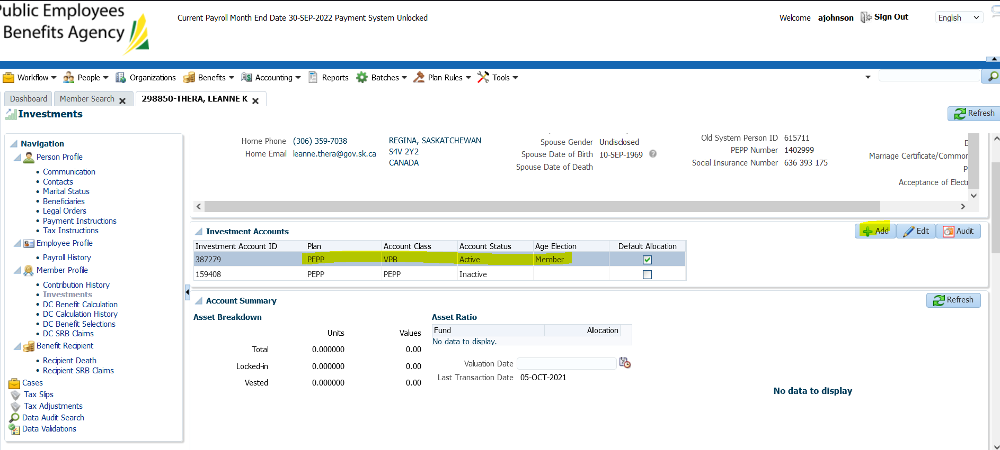 Public Employees
Benefits Agency
Current Payroll Month End Date 30-SEP-2022 Payment System Unlocked
Welcome ajohnson Sign Out English
Workflow People Organizations Benefits Accounting Reports Batches Plan Rules Tools
Dashboard Member Search 298850-THERA, LEANNE K
Investments
Refresh
Navigation
Person Profile
Communication
Contacts
Marital Status
Beneficiaries
Legal Orders
Payment Instructions
Tax Instructions
Employee Profile
Payroll History
Member Profile
Contribution History
Investments
DC Benefit Calculation
DC Calculation History
DC Benefit Selections
DC SRB Claims
Benefit Recipient
Recipient Death
Recipient SRB Claims
Cases
Tax Slips
Tax Adjustments
Data Audit Search
Data Validations
Home Phone (306) 359-7038
Home Email leanne.thera@gov.sk.ca
REGINA, SASKATCHEWAN
S4V 2Y2
CANADA
Spouse Gender Undisclosed
Spouse Date of Birth 10-SEP-1969
Spouse Date of Death
Old System Person ID 615711
PEPP Number 1402999
Social Insurance Number 636 393 175
B
Marriage Certificate/Common
P
Acceptance of Electr
Investment Accounts
Add Edit Audit
Investment Account ID Plan Account Class Account Status Age Election Default Allocation
387279 PEPP VPB Active Member
159408 PEPP PEPP Inactive
Account Summary
Refresh
Asset Breakdown
Units Values
Total 0.000000 0.00
Locked-in 0.000000 0.00
Vested 0.000000 0.00
Asset Ratio
Fund Allocation
No data to display.
Valuation Date
Last Transaction Date 05-OCT-2021
No data to display